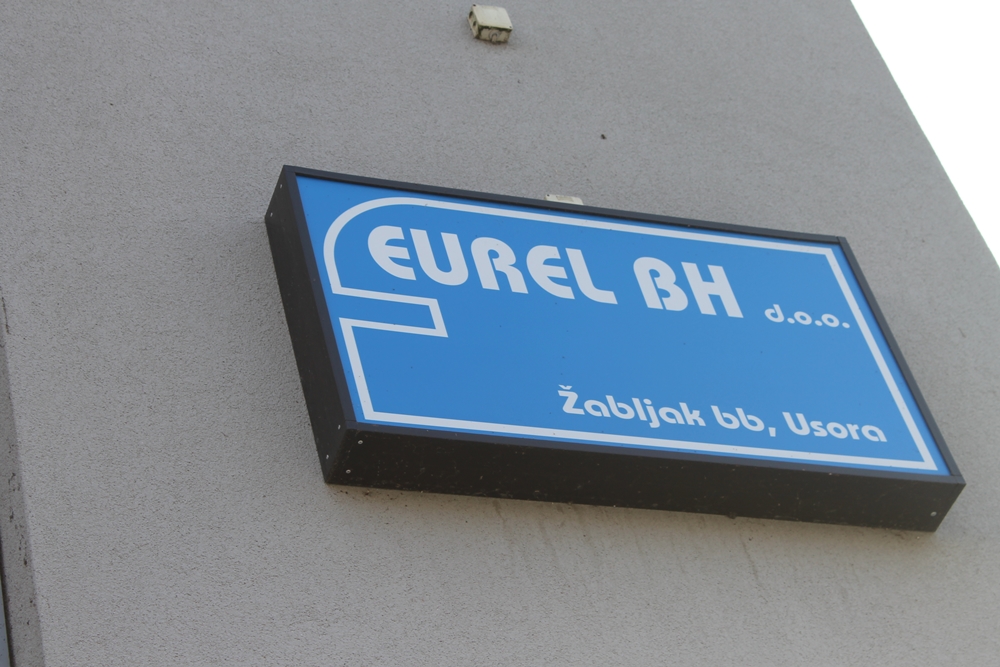 EUREL BH d.o.o.
Žabljak bb, Usora